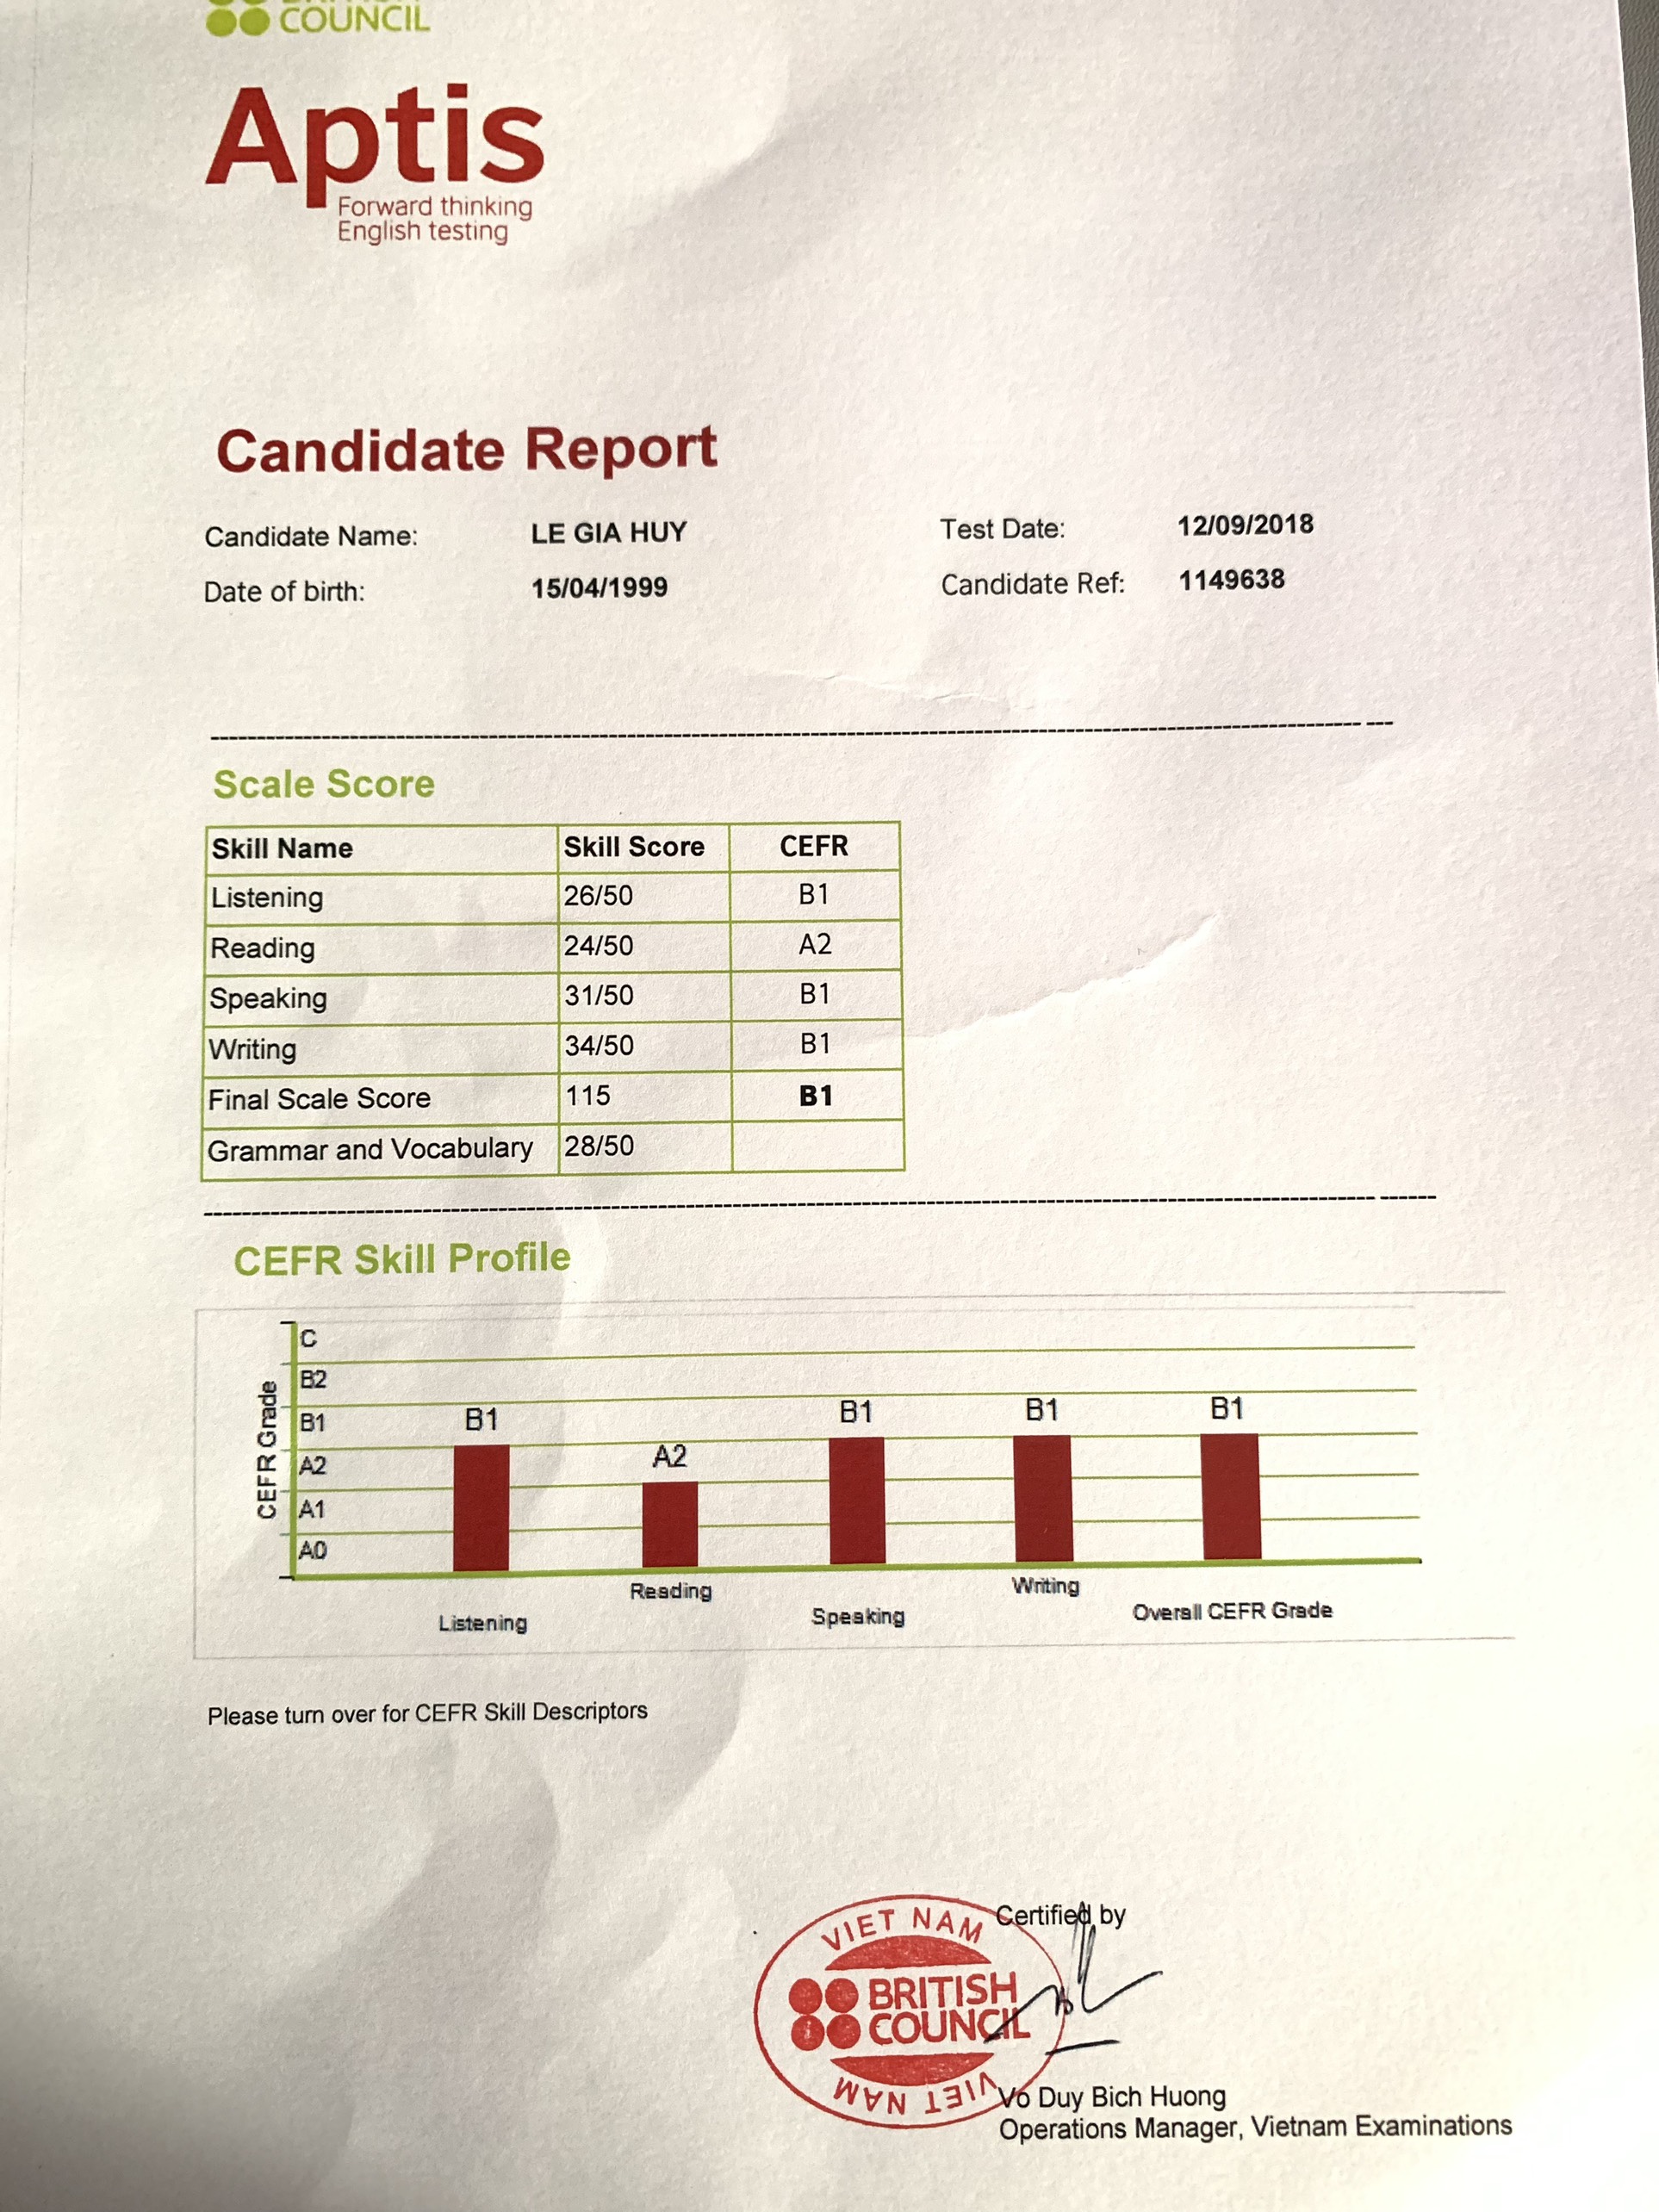 COUNCIL
Aptis
Forward thinking
English testing
Candidate Report
Candidate Name: LE GIA HUY Test Date: 12/09/2018
Date of birth: 15/04/1999 Candidate Ref: 1149638
Scale Score
Skill Name Skill Score CEFR
Listening 26/50 B1
Reading 24/50 A2
Speaking 31/50 B1
Writing 34/50 B1
Final Scale Score 115 B1
Grammar and Vocabulary 28/50
CEFR Skill Profile
CEFR Grade
C
B2
B1
A2
A1
A0
B1 A2 B1 B1 B1
Listening Reading Speaking Writing Overall CEFR Grade
Please turn over for CEFR Skill Descriptors
Certified by
VIET NAM
BRITISH
COUNCIL
VIET NAM
Vo Duy Bich Huong
Operations Manager, Vietnam Examinations